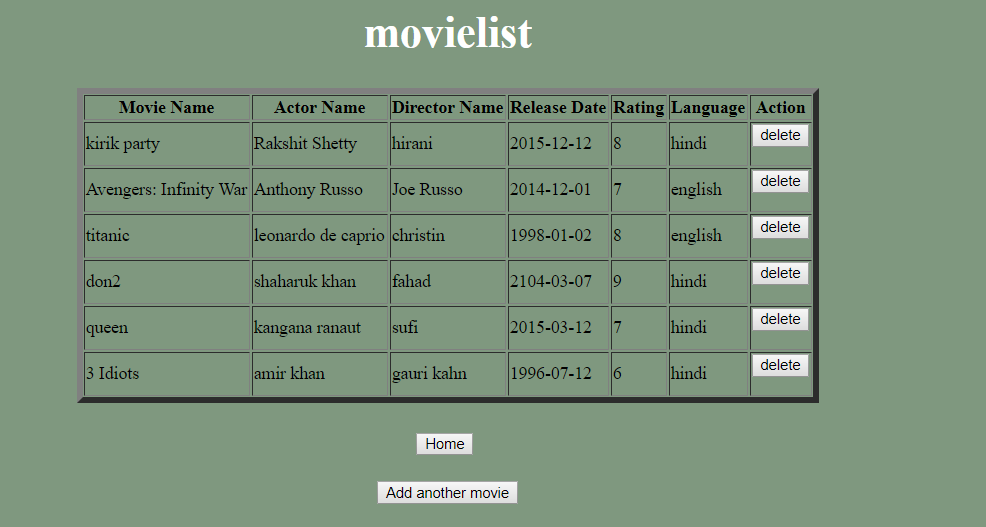 movielist
Movie Name Actor Name Director Name Release Date Rating Language Action
kirik party Rakshit Shetty hirani 2015-12-12 8 hindi delete
Avengers: Infinity War Anthony Russo Joe Russo 2014-12-01 7 english delete
titanic leonardo de caprio christin 1998-01-02 8 english delete
don2 shaharuk khan fahad 2104-03-07 9 hindi delete
queen kangana ranaut sufi 2015-03-12 7 hindi delete
3 Idiots amir khan gauri kahn 1996-07-12 6 hindi delete
Home
Add another movie